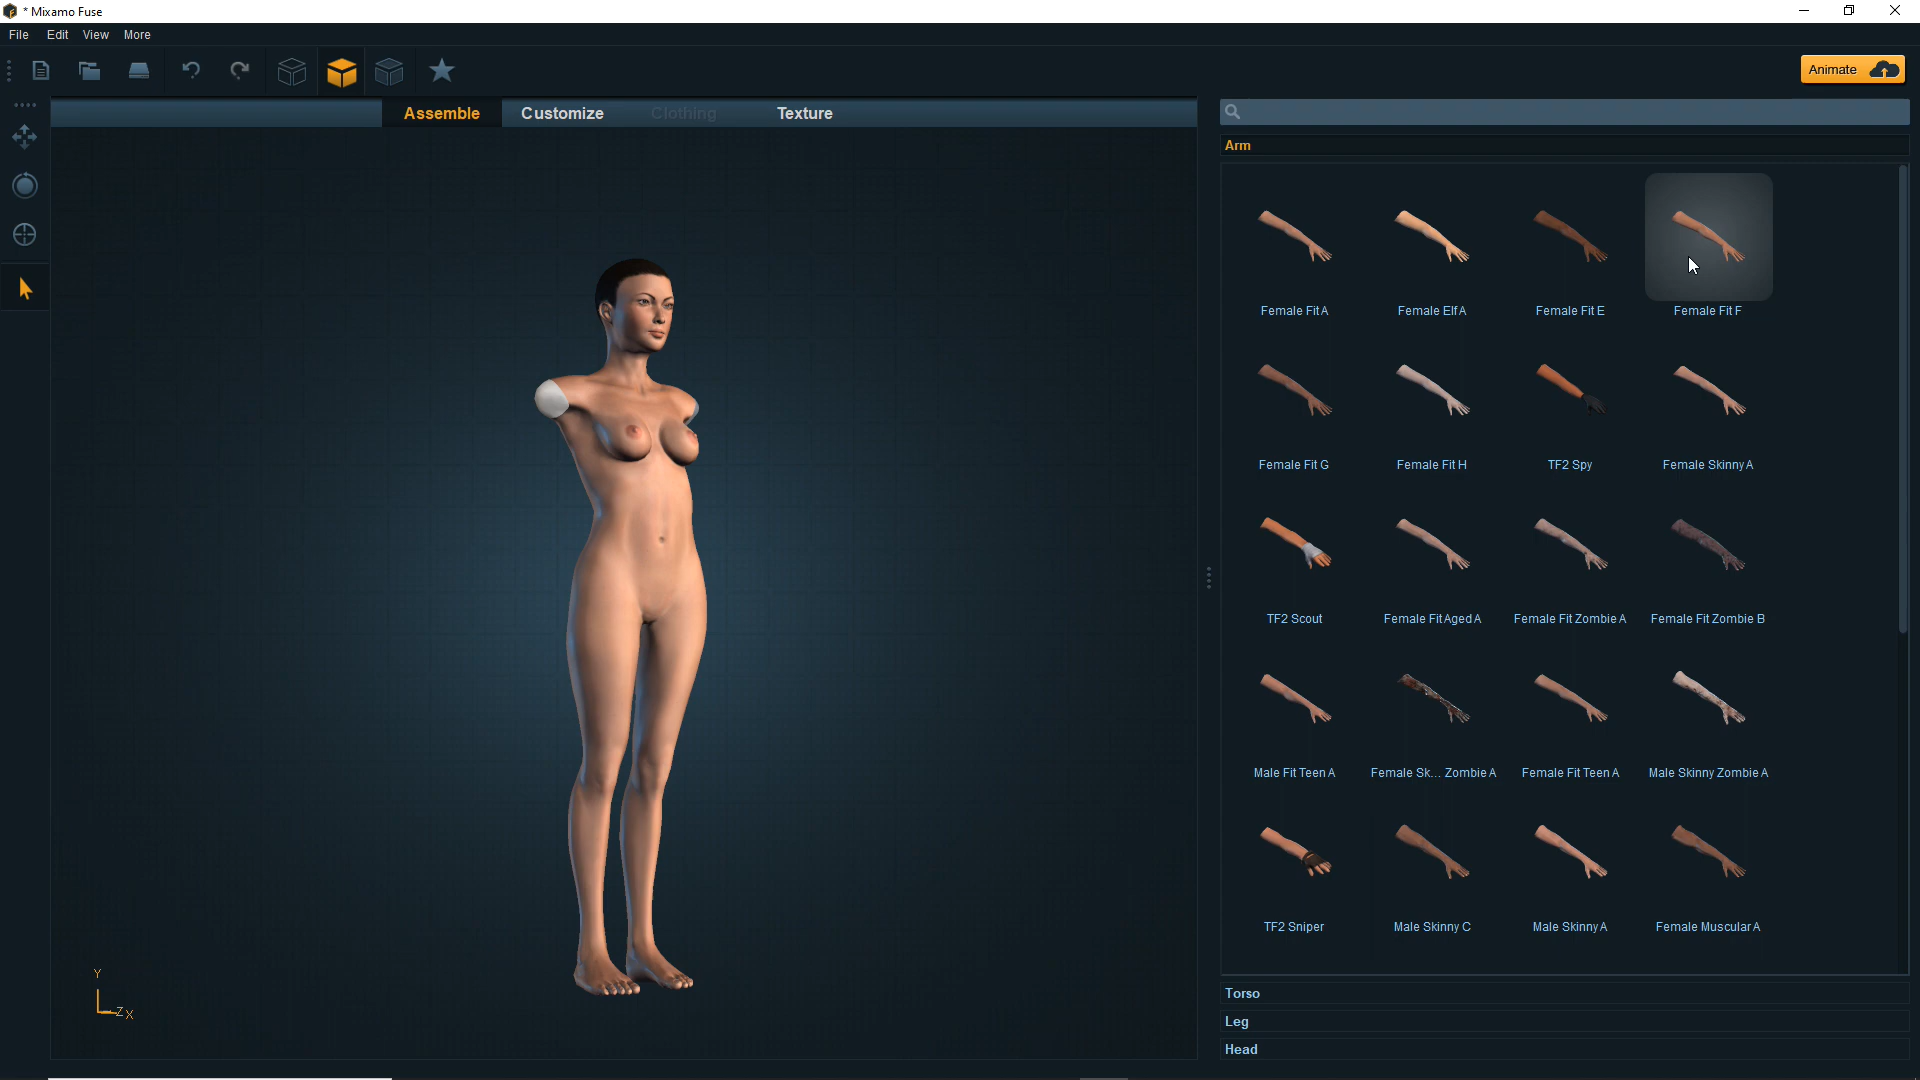 * Mixamo Fuse
File Edit View More
Animate
Assemble Customize Clothing Texture
Arm
Female Fit A Female Elf A Female Fit E Female Fit F
Female Fit G Female Fit H TF2 Spy Female Skinny A
TF2 Scout Female Fit Aged A Female Fit Zombie A Female Fit Zombie B
Male Fit Teen A Female Sk... Zombie A Female Fit Teen A Male Skinny Zombie A
TF2 Sniper Male Skinny C Male Skinny A Female Muscular A
Y
Z X
Torso
Leg
Head